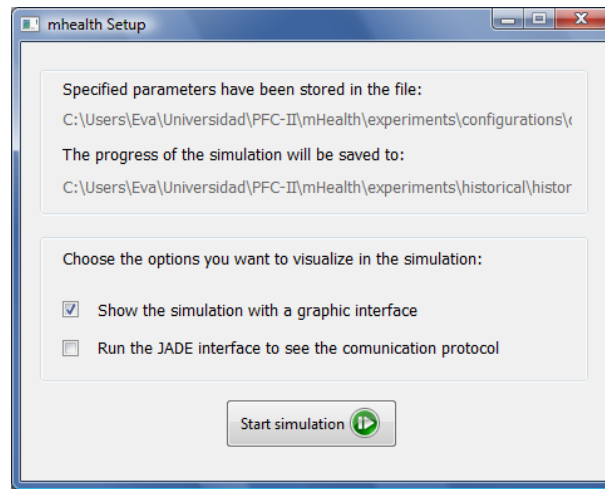 mhealth Setup
Specified parameters have been stored in the file:
C:\Users\Eva\Universidad\PFC-II\mHealth\experiments\configurations\
The progress of the simulation will be saved to:
C:\Users\Eva\Universidad\PFC-II\mHealth\experiments\historical\histor
Choose the options you want to visualize in the simulation:
Show the simulation with a graphic interface
Run the JADE interface to see the comunication protocol
Start simulation